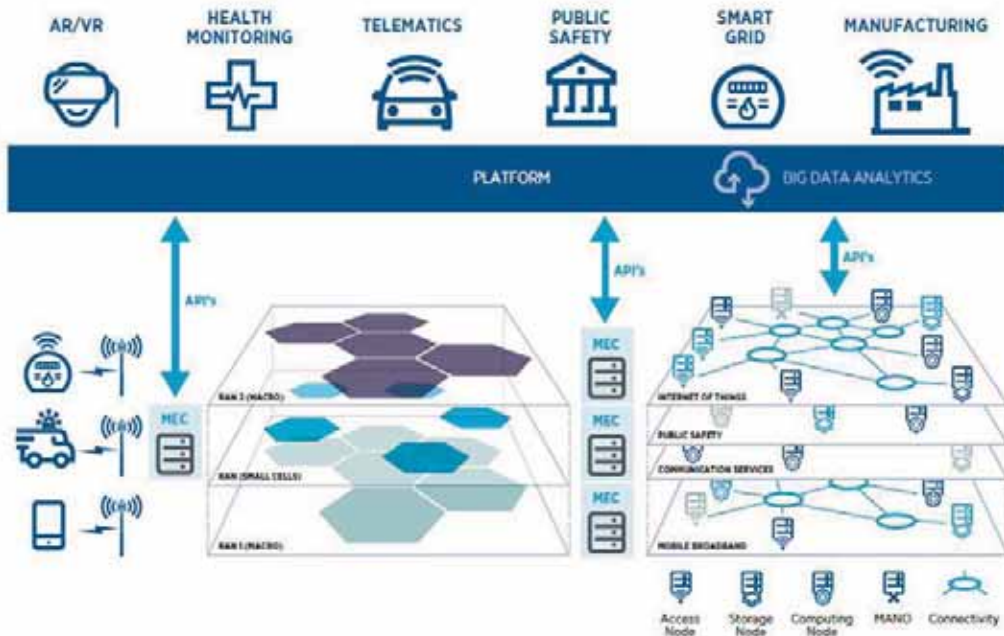 AR/VR
HEALTH
MONITORING
TELEMATICS
PUBLIC
SAFETY
SMART
GRID
MANUFACTURING
PLATFORM
BIG DATA ANALYTICS
API's
API's
API's
MEC
MEC
MEC
MEC
RAN 2 (MACRO)
RAN (SMALL CELLS)
RAN 1 (MACRO)
INTERNET OF THINGS
PUBLIC SAFETY
COMMUNICATION SERVICES
MOBILE BROADBAND
Access
Node
Storage
Node
Computing
Node
MANO
Connectivity